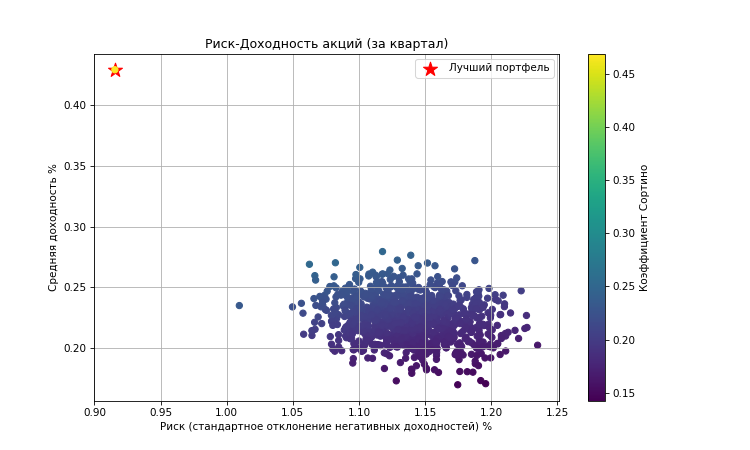 Риск-Доходность акций (за квартал)
Лучший портфель
Средняя доходность %
0.40
0.35
0.30
0.25
0.20
0.90 0.95 1.00 1.05 1.10 1.15 1.20 1.25
Риск (стандартное отклонение негативных доходностей) %
0.45
0.40
0.35
0.30
0.25
0.20
0.15
Коэффициент Сортино